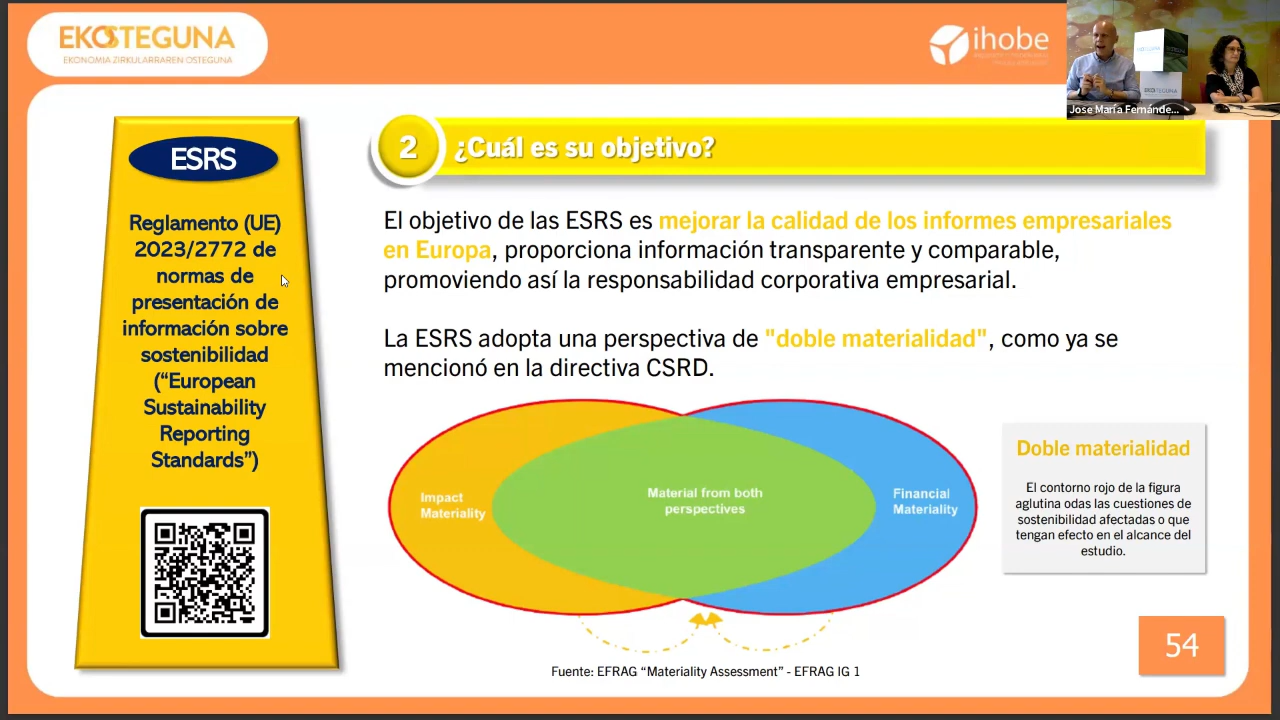 EKOSTEGUNA
EKONOMIA ZIRKULARRAREN OSTEGUNA
ihobe
Jose María Fernánde...
ESRS
Reglamento (UE)
2023/2772 de
normas de
presentación de
información sobre
sostenibilidad
(“European
Sustainability
Reporting
Standards”)
2 ¿Cuál es su objetivo?
El objetivo de las ESRS es mejorar la calidad de los informes empresariales
en Europa, proporciona información transparente y comparable,
promoviendo así la responsabilidad corporativa empresarial.
La ESRS adopta una perspectiva de "doble materialidad", como ya se
mencionó en la directiva CSRD.
Impact
Materiality
Material from both
perspectives
Financial
Materiality
Doble materialidad
El contorno rojo de la figura
aglutina odas las cuestiones de
sostenibilidad afectadas o que
tengan efecto en el alcance del
estudio.
Fuente: EFRAG “Materiality Assessment” - EFRAG IG 1
54